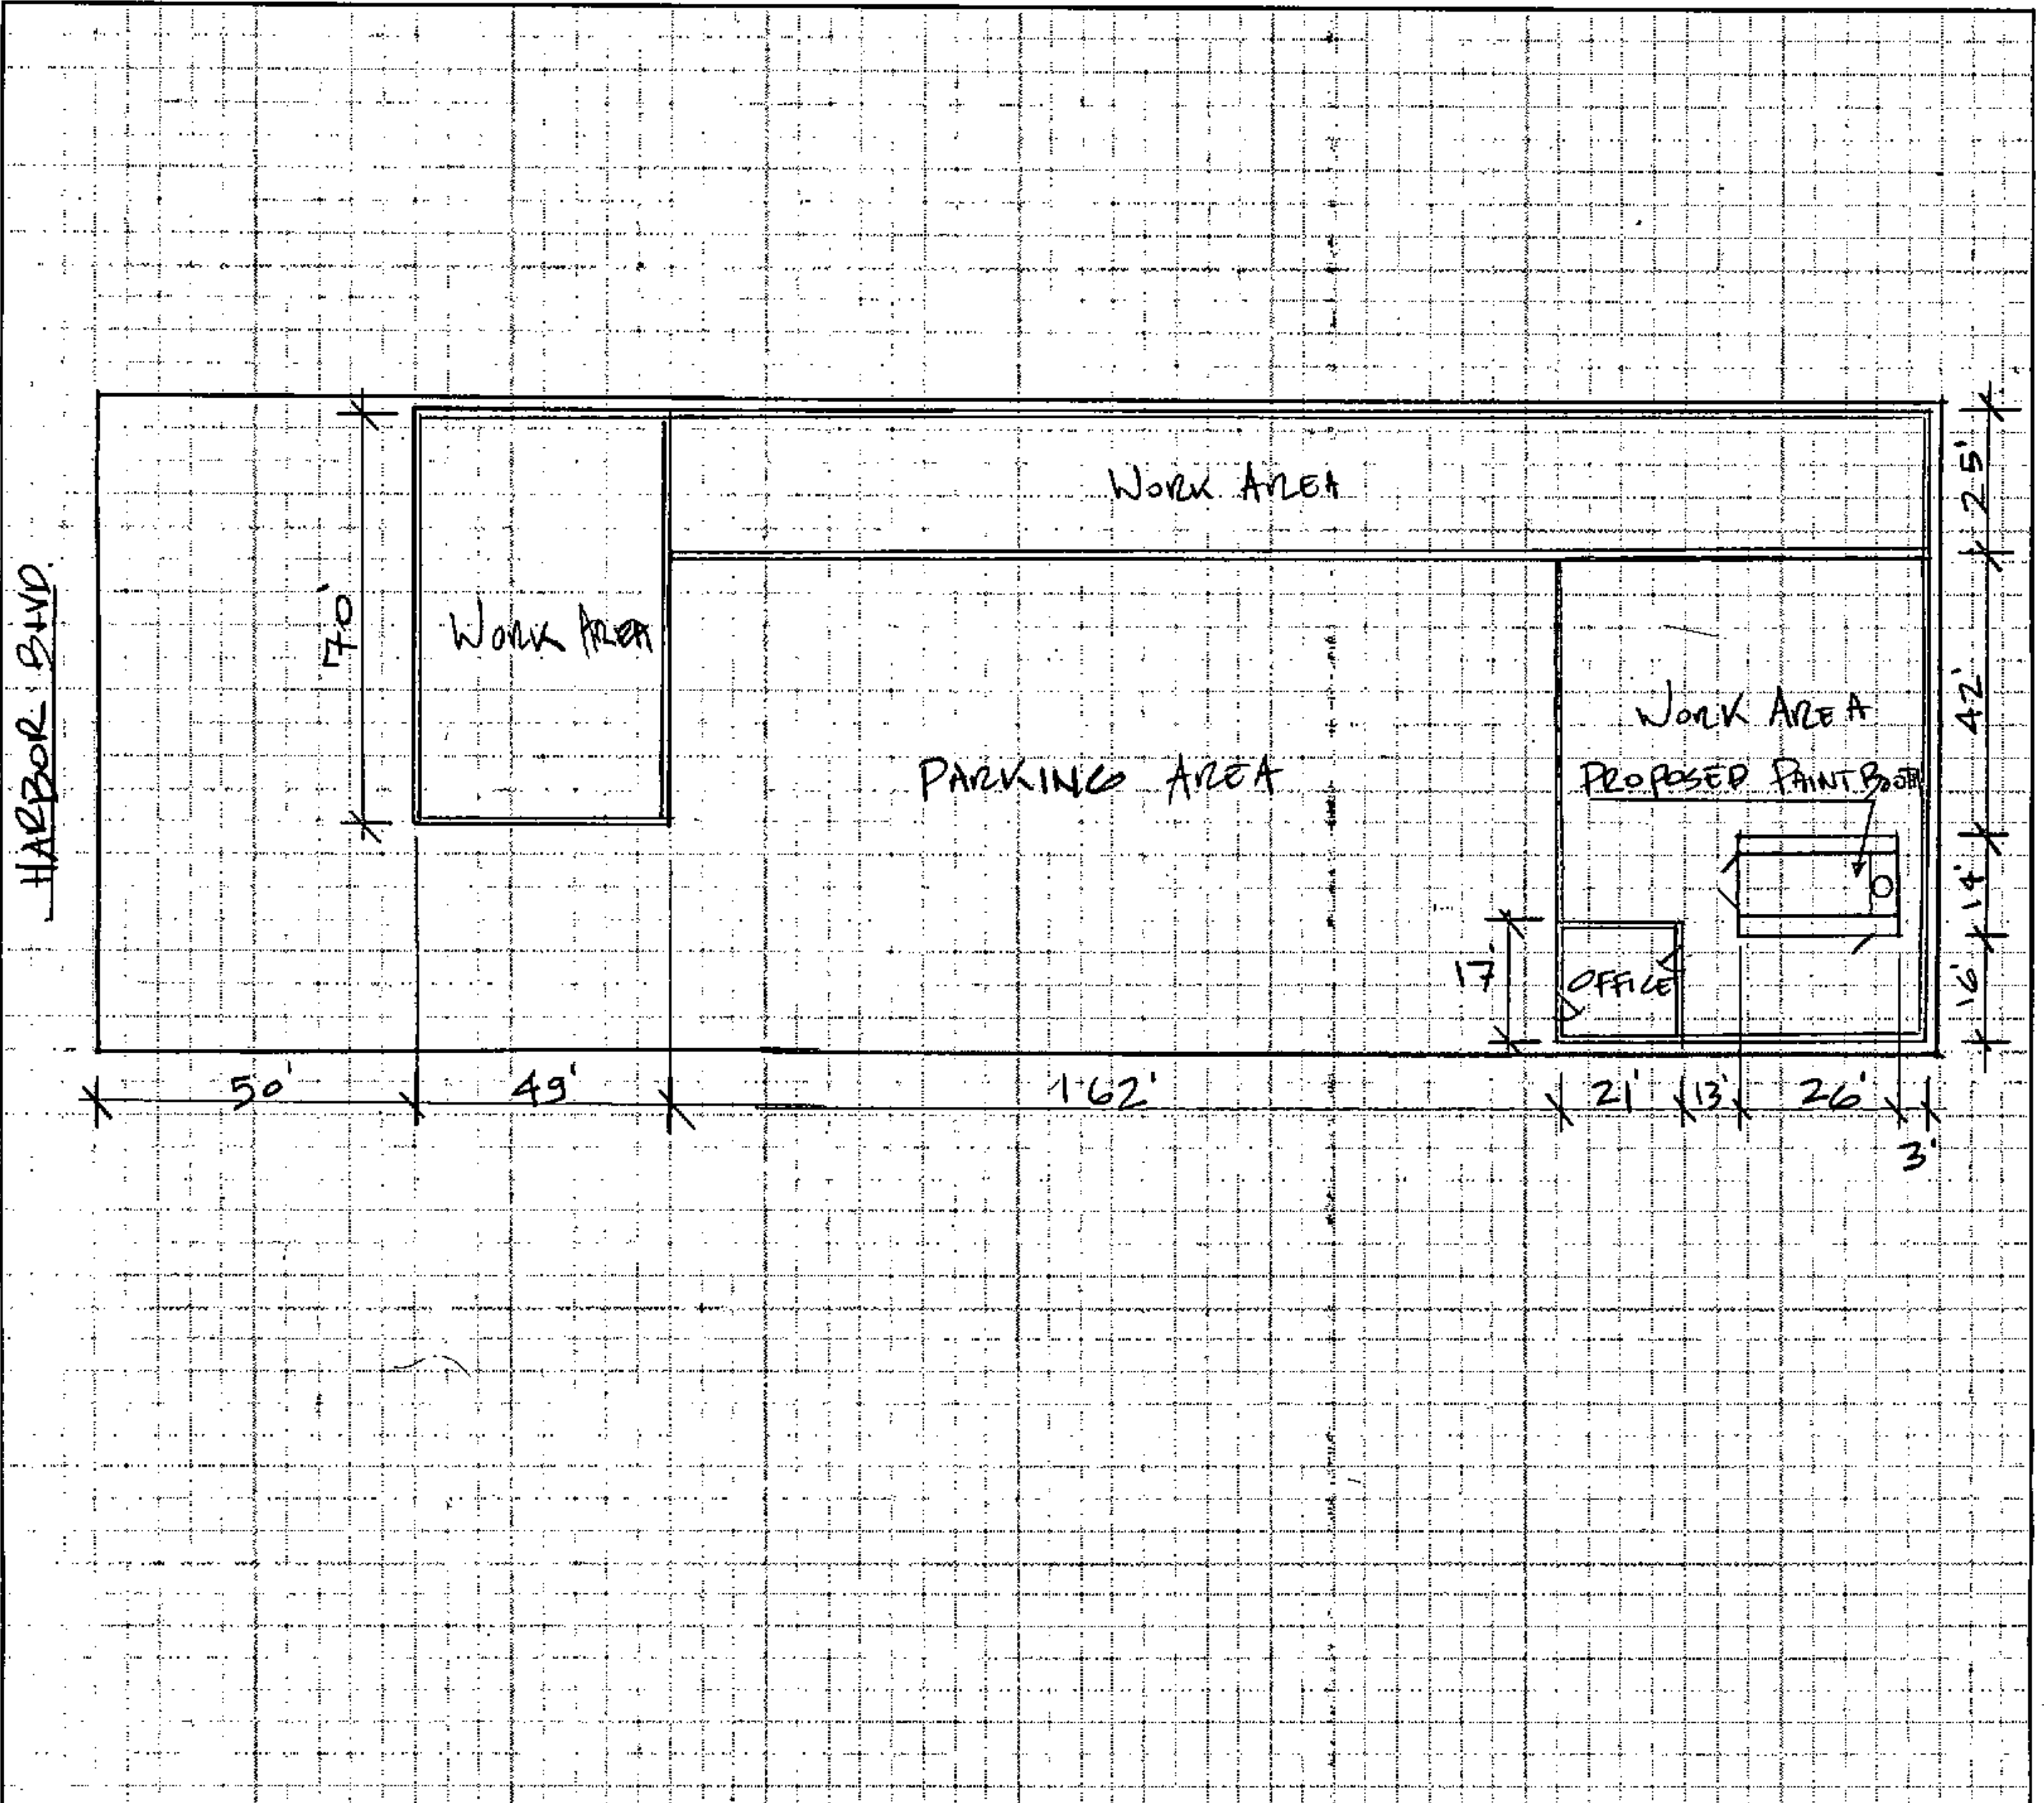 WORK AREA
25'
HARBOR BLVD.
70'
WORK AREA
42'
WORK AREA
PARKING AREA
PROPOSED PAINT BOOTH
14'
17'
OFFICE
16'
50'
49'
162'
21'
13'
26'
3'